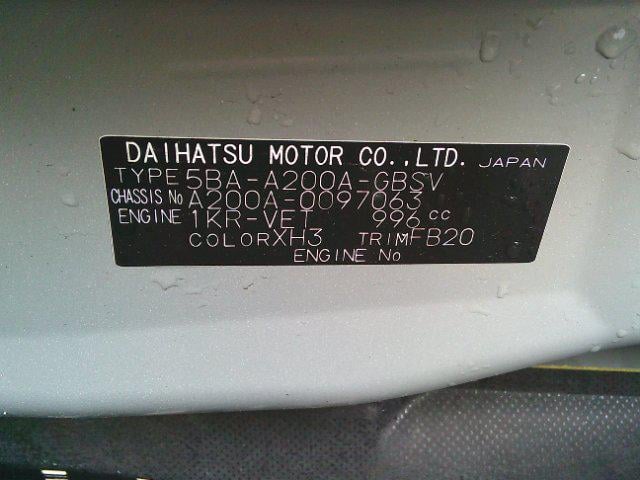 DAIHATSU MOTOR CO.,LTD. JAPAN
TYPE 5BA-A200A-GBSV
CHASSIS No A200A-0097063
ENGINE 1KR-VET 996 cc
COLOR XH3 TRIM FB20
ENGINE No